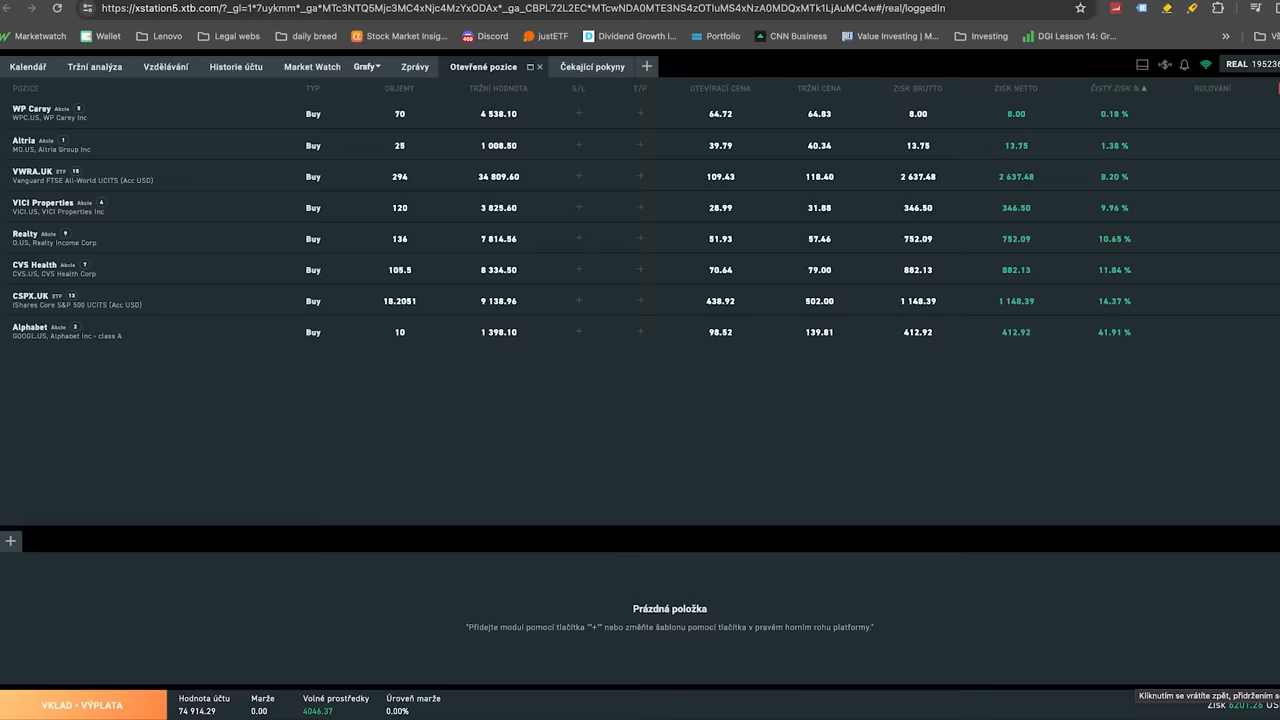 https://xstation5.xtb.com/?_gl=1*7uykmm*_ga*MTc3NTQ5Mjc3MC4xNjc4MzYxODAx*_ga_CBPL72L2EC*MTcwNDA0MTE3NS4zOTIuMS4xNzA0MDQxMTk1LjAuMC4w#/real/loggedIn
Marketwatch Wallet Lenovo Legal webs daily breed Stock Market Insig... Discord justETF Dividend Growth I... Portfolio CNN Business Value Investing | M... Investing DGI Lesson 14: Gr... »
Kalendář Tržní analýza Vzdělávání Historie účtu Market Watch Grafy Zprávy Otevřené pozice Čekající pokyny + REAL 195236
POZICE TYP OBJEMY TRŽNÍ HODNOTA S/L T/P OTEVÍRACÍ CENA TRŽNÍ CENA ZISK BRUTTO ZISK NETTO ČISTÝ ZISK % ▲ ROLOVÁNÍ
WP Carey Akcie 5
WPC.US, WP Carey Inc
Buy 70 4 538.10 + + 64.72 64.83 8.00 8.00 0.18 %
Altria Akcie 1
MO.US, Altria Group Inc
Buy 25 1 008.50 + + 39.79 40.34 13.75 13.75 1.38 %
VWRA.UK ETF 15
Vanguard FTSE All-World UCITS (Acc USD)
Buy 294 34 809.60 + + 109.43 118.40 2 637.48 2 637.48 8.20 %
VICI Properties Akcie 4
VICI.US, VICI Properties Inc
Buy 120 3 825.60 + + 28.99 31.88 346.50 346.50 9.96 %
Realty Akcie 9
O.US, Realty Income Corp
Buy 136 7 814.56 + + 51.93 57.46 752.09 752.09 10.65 %
CVS Health Akcie 7
CVS.US, CVS Health Corp
Buy 105.5 8 334.50 + + 70.64 79.00 882.13 882.13 11.84 %
CSPX.UK ETF 13
iShares Core S&P 500 UCITS (Acc USD)
Buy 18.2051 9 138.96 + + 438.92 502.00 1 148.39 1 148.39 14.37 %
Alphabet Akcie
GOOGL.US, Alphabet Inc - class A
Buy 10 1 398.10 + + 98.52 139.81 412.92 412.92 41.91 %
+
Prázdná položka
"Přidejte modul pomocí tlačítka "+" nebo změňte šablonu pomocí tlačítka v pravém horním rohu platformy."
Kliknutím se vrátíte zpět, přidržením
VKLAD • VÝPLATA
Hodnota účtu Marže Volné prostředky Úroveň marže
74 914.29 0.00 4046.37 0.00% Zisk 6201.26 US